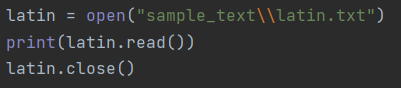 latin = open("sample_text\\latin.txt")
print(latin.read())
latin.close()